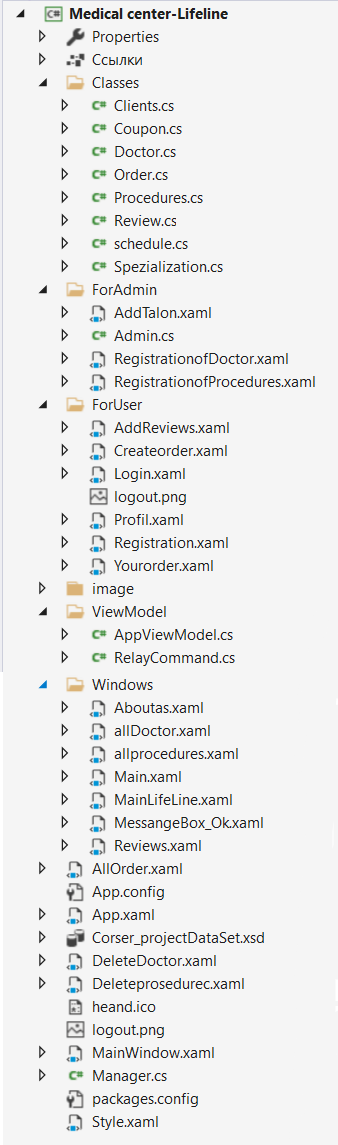 Medical center-Lifeline
Properties
Ссылки
Classes
Clients.cs
Coupon.cs
Doctor.cs
Order.cs
Procedures.cs
Review.cs
schedule.cs
Spezialization.cs
ForAdmin
AddTalon.xaml
Admin.cs
RegistrationofDoctor.xaml
RegistrationofProcedures.xaml
ForUser
AddReviews.xaml
Createorder.xaml
Login.xaml
logout.png
Profil.xaml
Registration.xaml
Yourorder.xaml
image
ViewModel
AppViewModel.cs
RelayCommand.cs
Windows
Aboutas.xaml
allDoctor.xaml
allprocedures.xaml
Main.xaml
MainLifeLine.xaml
MessangeBox_Ok.xaml
Reviews.xaml
AllOrder.xaml
App.config
App.xaml
Corser_projectDataSet.xsd
DeleteDoctor.xaml
Deleteprosedurec.xaml
heand.ico
logout.png
MainWindow.xaml
Manager.cs
packages.config
Style.xaml